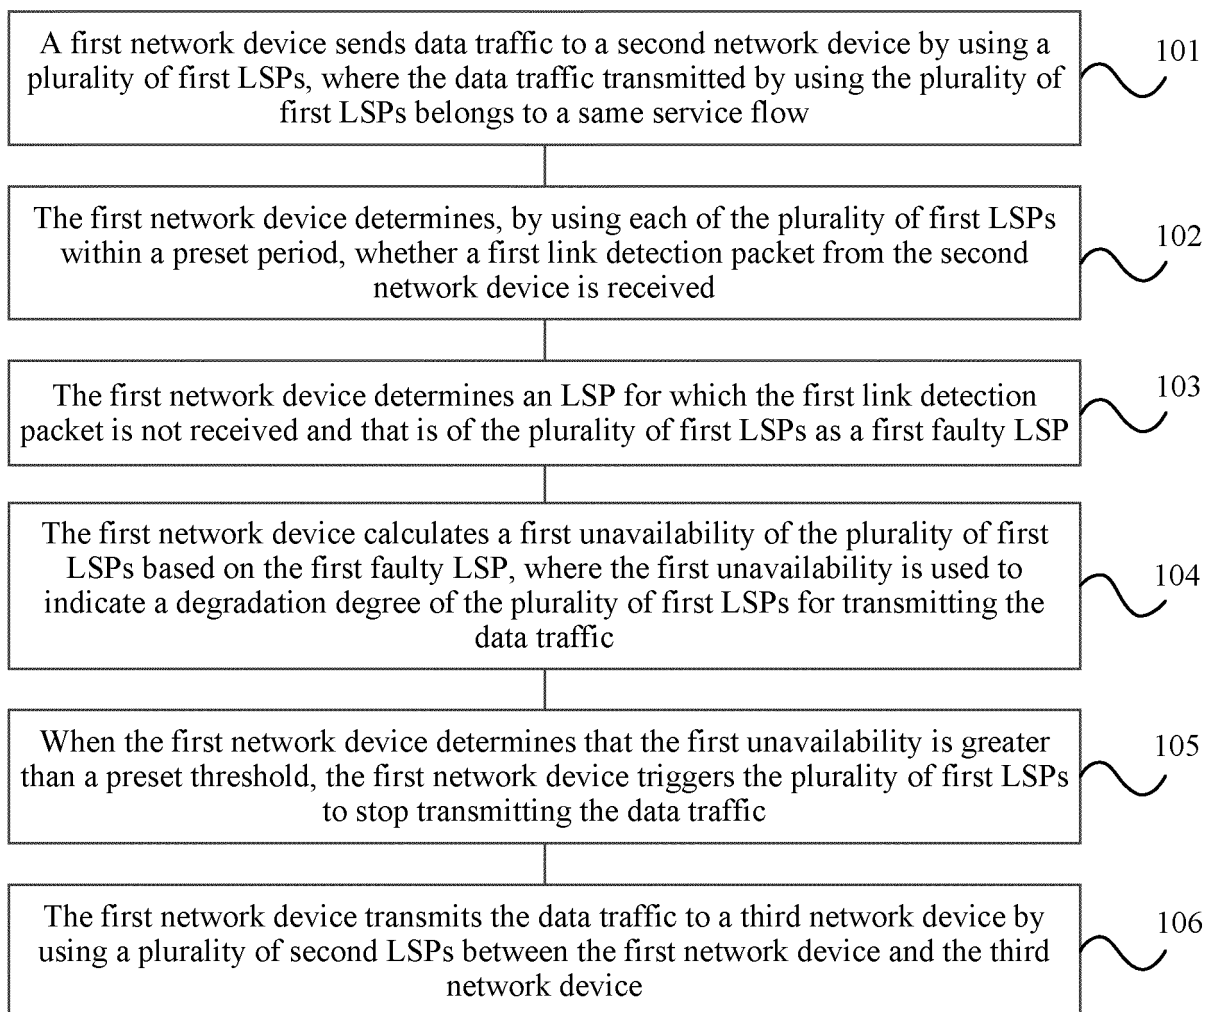 A first network device sends data traffic to a second network device by using a
plurality of first LSPs, where the data traffic transmitted by using the plurality of
first LSPs belongs to a same service flow
101
The first network device determines, by using each of the plurality of first LSPs
within a preset period, whether a first link detection packet from the second
network device is received
102
The first network device determines an LSP for which the first link detection
packet is not received and that is of the plurality of first LSPs as a first faulty LSP
103
The first network device calculates a first unavailability of the plurality of first
LSPs based on the first faulty LSP, where the first unavailability is used to
indicate a degradation degree of the plurality of first LSPs for transmitting the
data traffic
104
When the first network device determines that the first unavailability is greater
than a preset threshold, the first network device triggers the plurality of first LSPs
to stop transmitting the data traffic
105
The first network device transmits the data traffic to a third network device by
using a plurality of second LSPs between the first network device and the third
network device
106